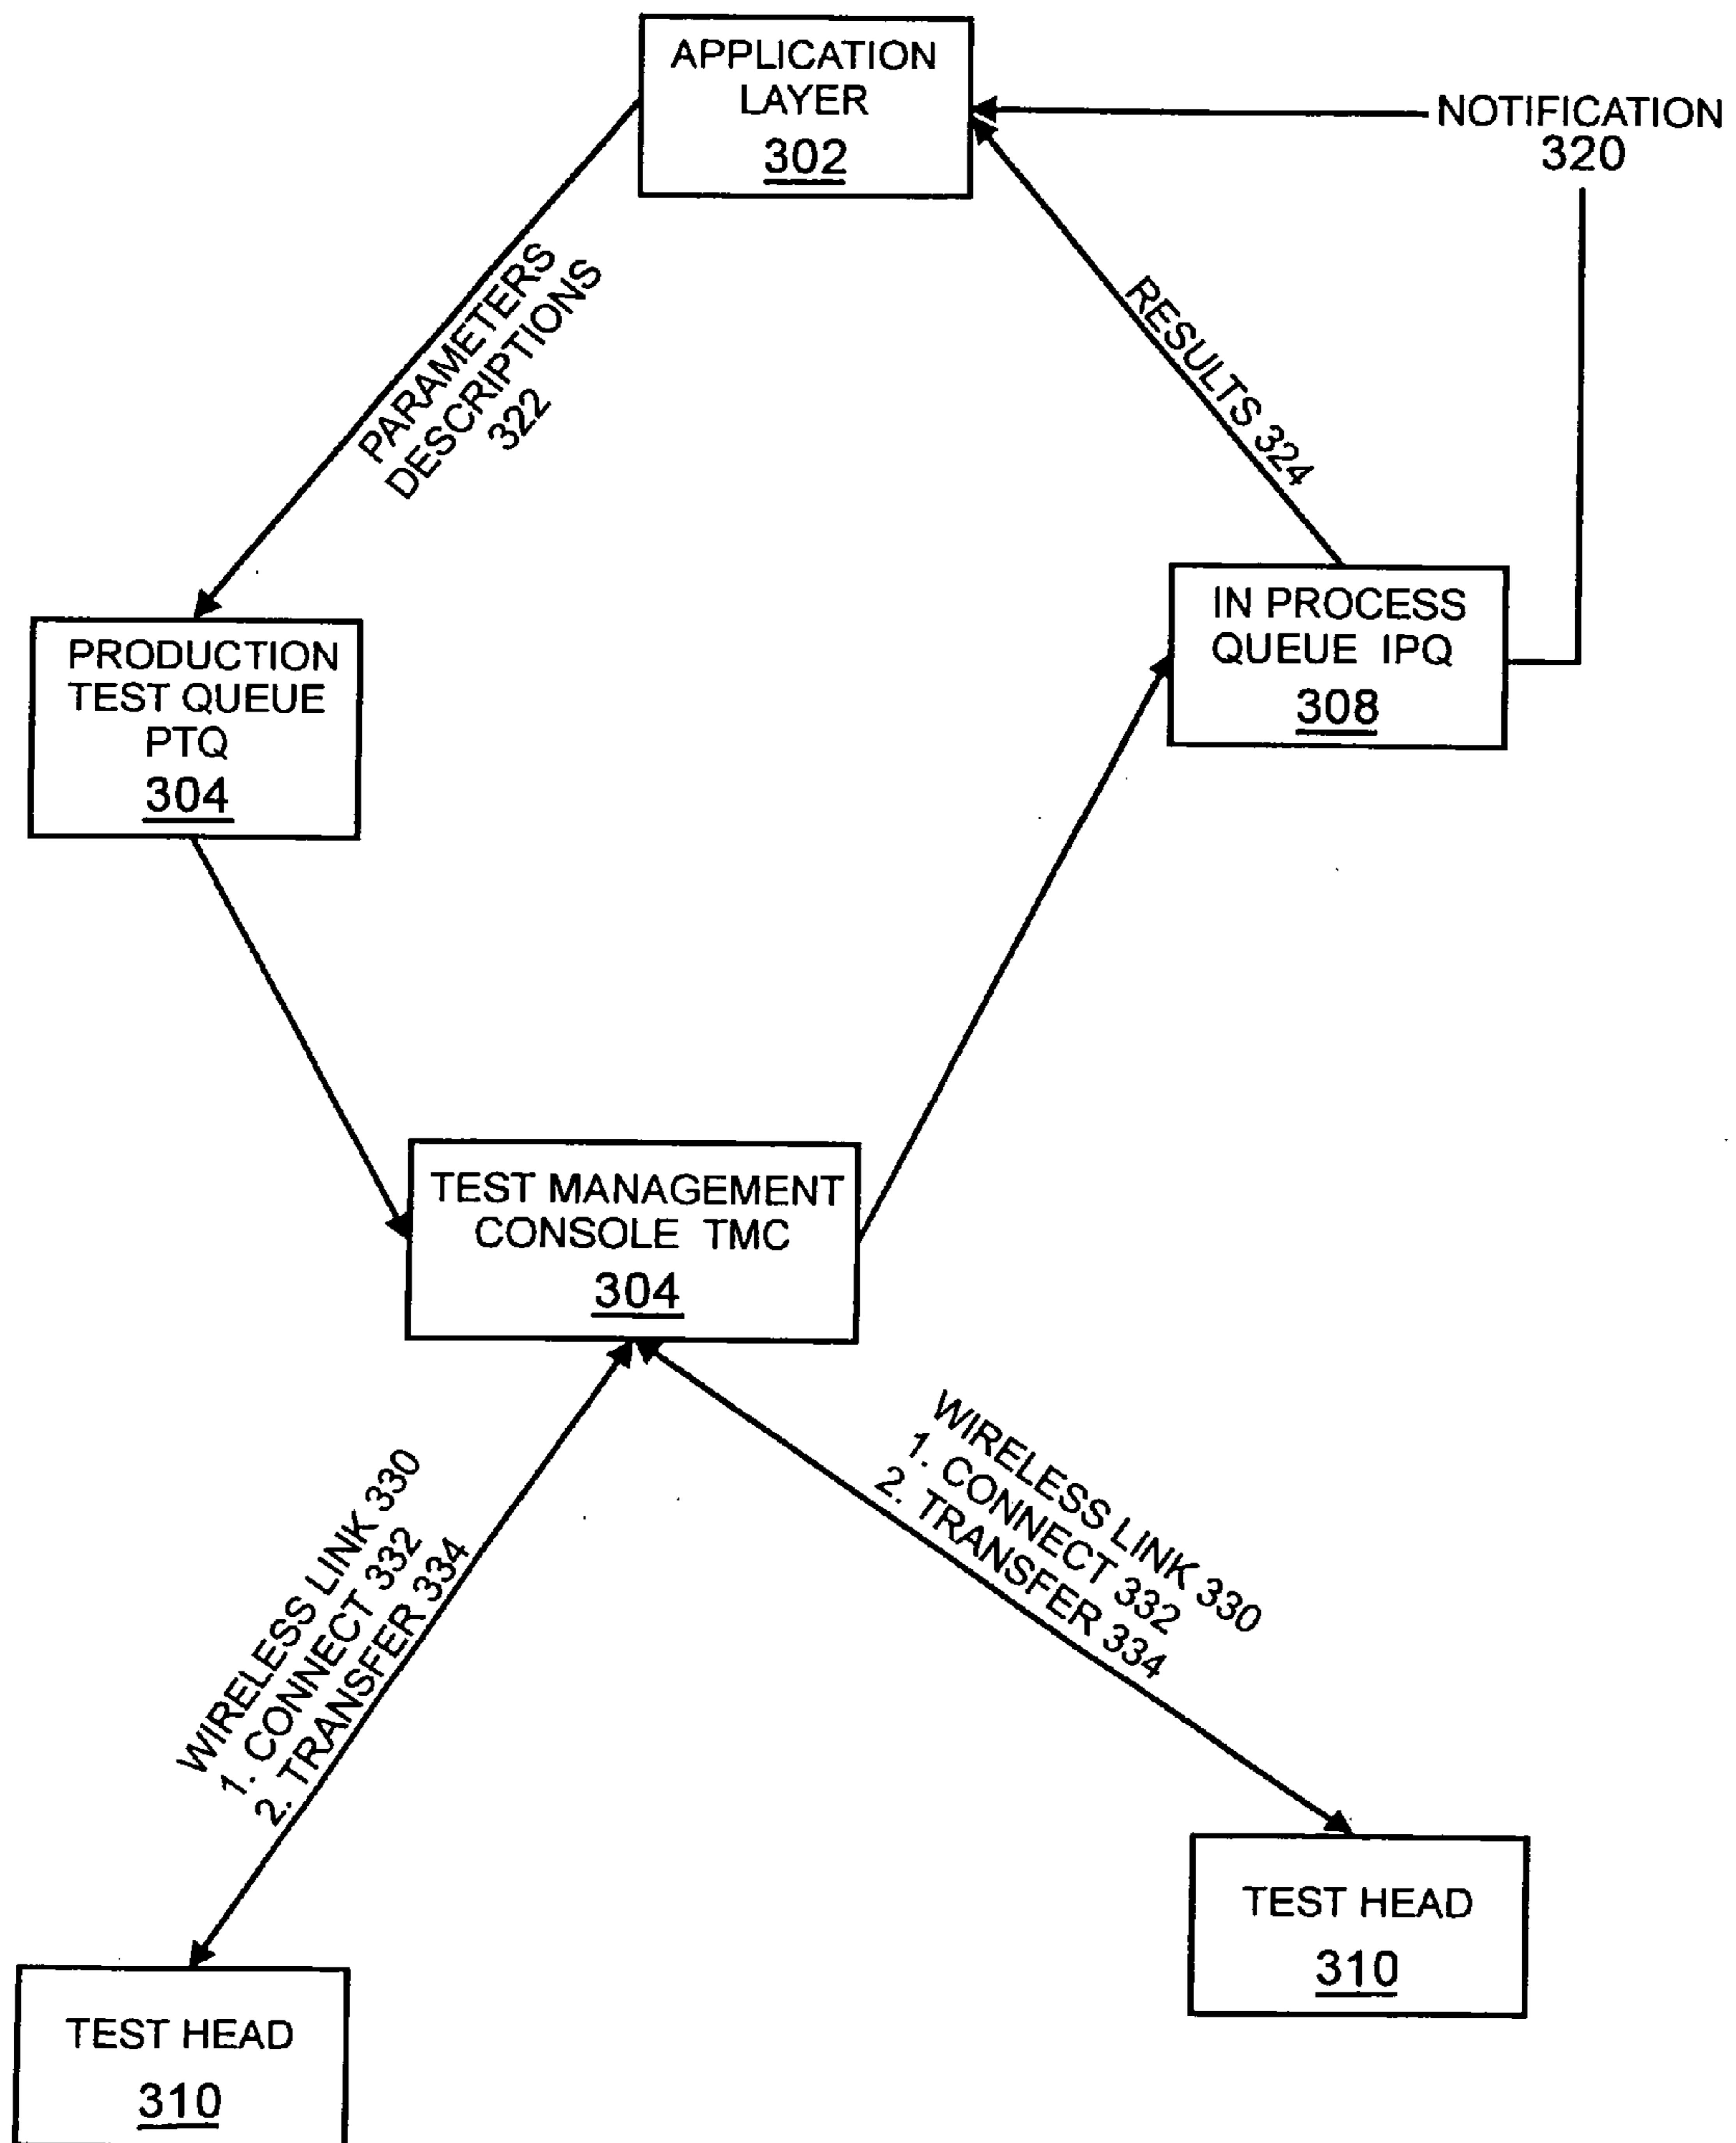 APPLICATION
LAYER
302
NOTIFICATION
320
PARAMETERS
DESCRIPTIONS
322
RESULTS 324
PRODUCTION
TEST QUEUE
PTQ
304
IN PROCESS
QUEUE IPQ
308
TEST MANAGEMENT
CONSOLE TMC
304
WIRELESS LINK 330
1. CONNECT 332
2. TRANSFER 334
WIRELESS LINK 330
1. CONNECT 332
2. TRANSFER 334
TEST HEAD
310
TEST HEAD
310